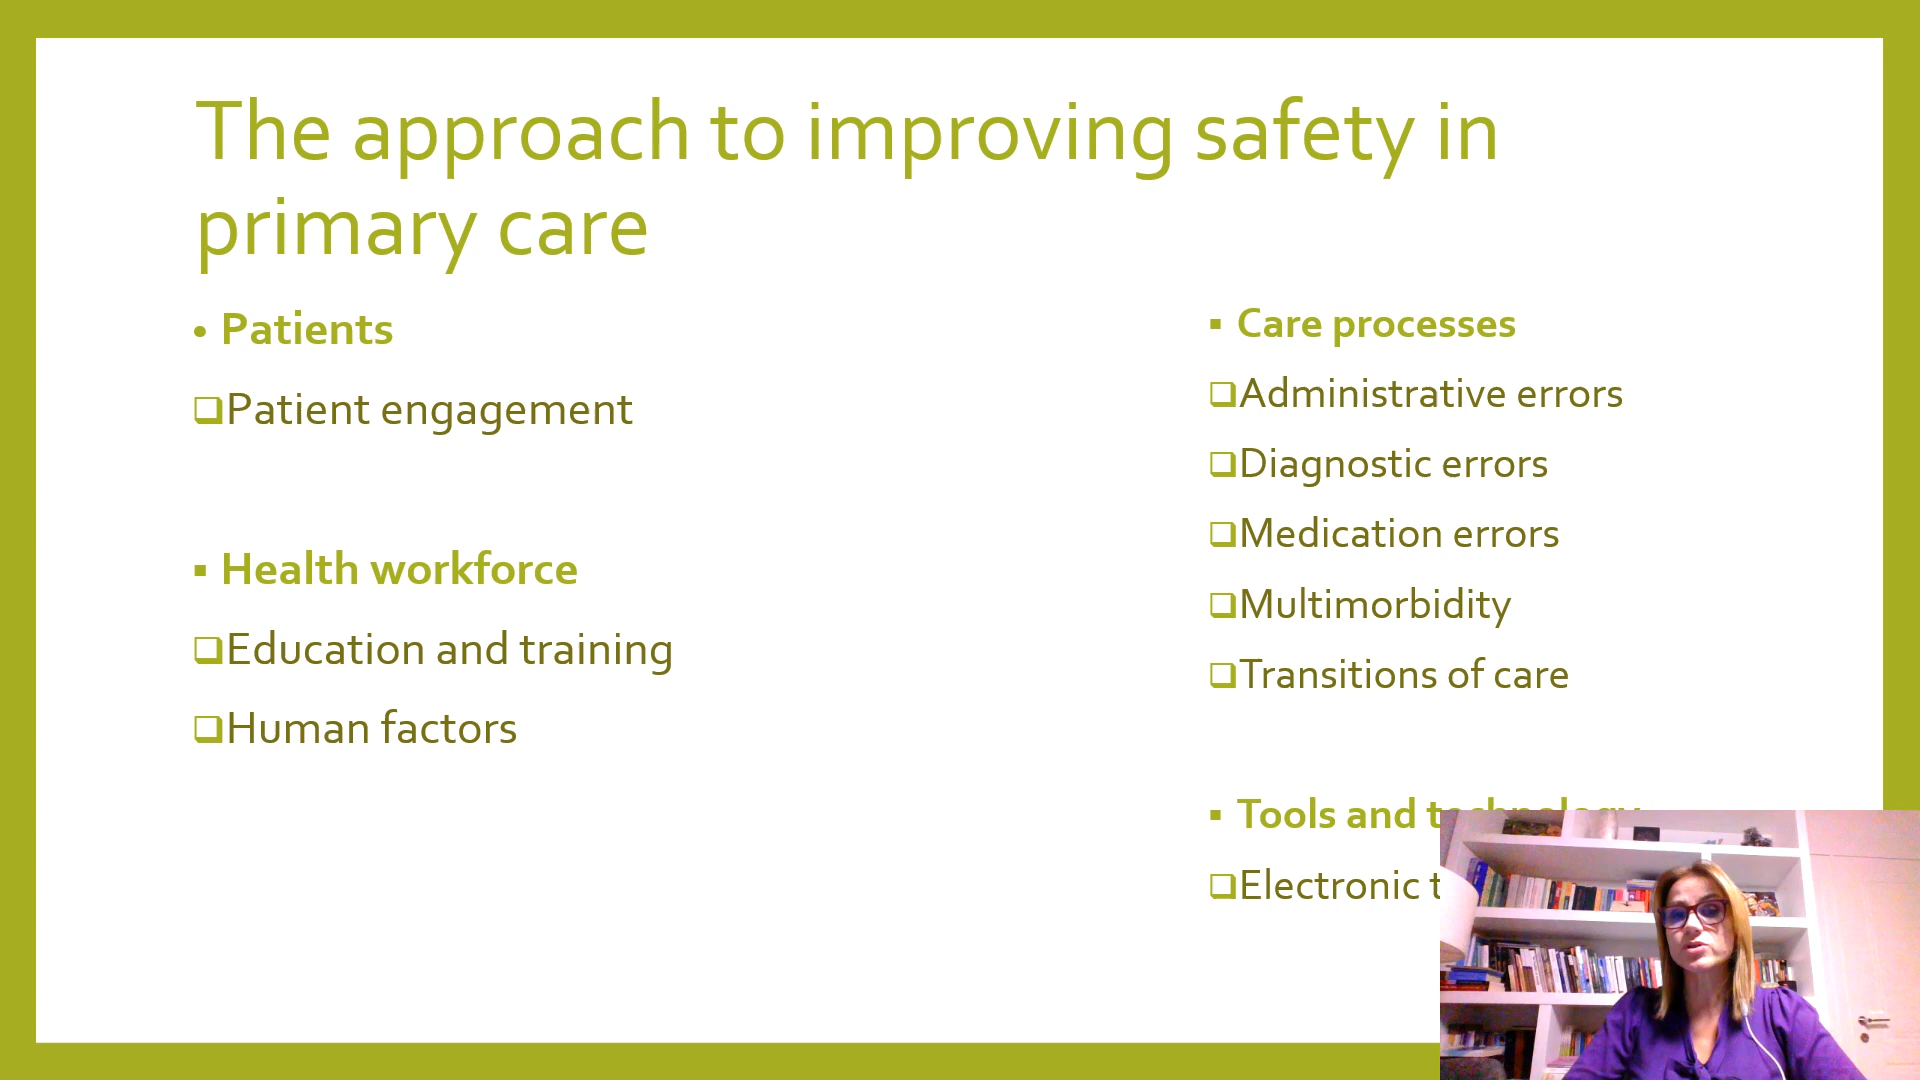 The approach to improving safety in
primary care
• Patients
❑Patient engagement
▪ Health workforce
❑Education and training
❑Human factors
▪ Care processes
❑Administrative errors
❑Diagnostic errors
❑Medication errors
❑Multimorbidity
❑Transitions of care
▪ Tools and technology
❑Electronic